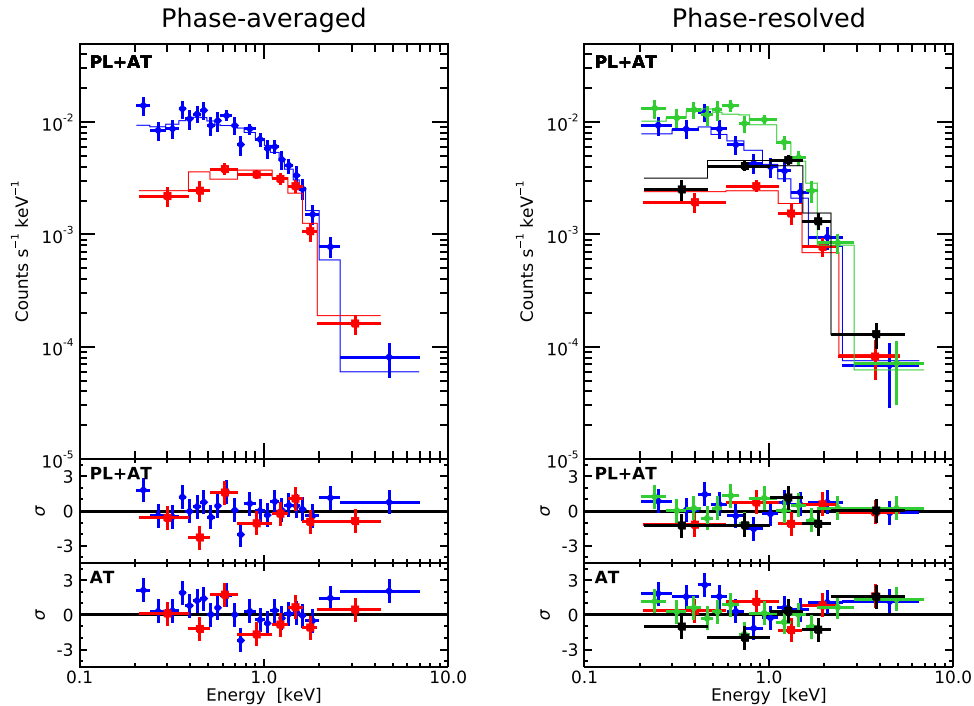 Phase-averaged
Phase-resolved
PL+AT
PL+AT
10⁻²
10⁻²
10⁻³
10⁻³
10⁻⁴
10⁻⁴
10⁻⁵
10⁻⁵
Counts s⁻¹ keV⁻¹
Counts s⁻¹ keV⁻¹
PL+AT
PL+AT
3
0
-3
σ
3
0
-3
σ
AT
AT
3
0
-3
σ
3
0
-3
σ
0.1 1.0 10.0
0.1 1.0 10.0
Energy [keV]
Energy [keV]